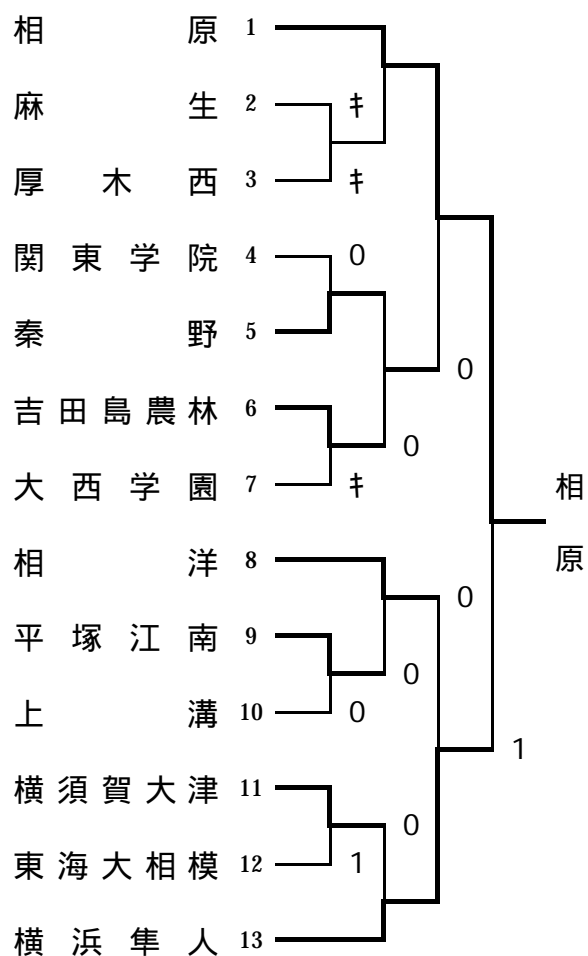 相原 1
麻生 2 ｷ
厚木西 3 ｷ
関東学院 4 0
秦野 5
0
吉田島農林 6
0
大西学園 7 ｷ
相原
相洋 8
0
平塚江南 9
0
上溝 10 0
1
横須賀大津 11
0
東海大相模 12 1
横浜隼人 13